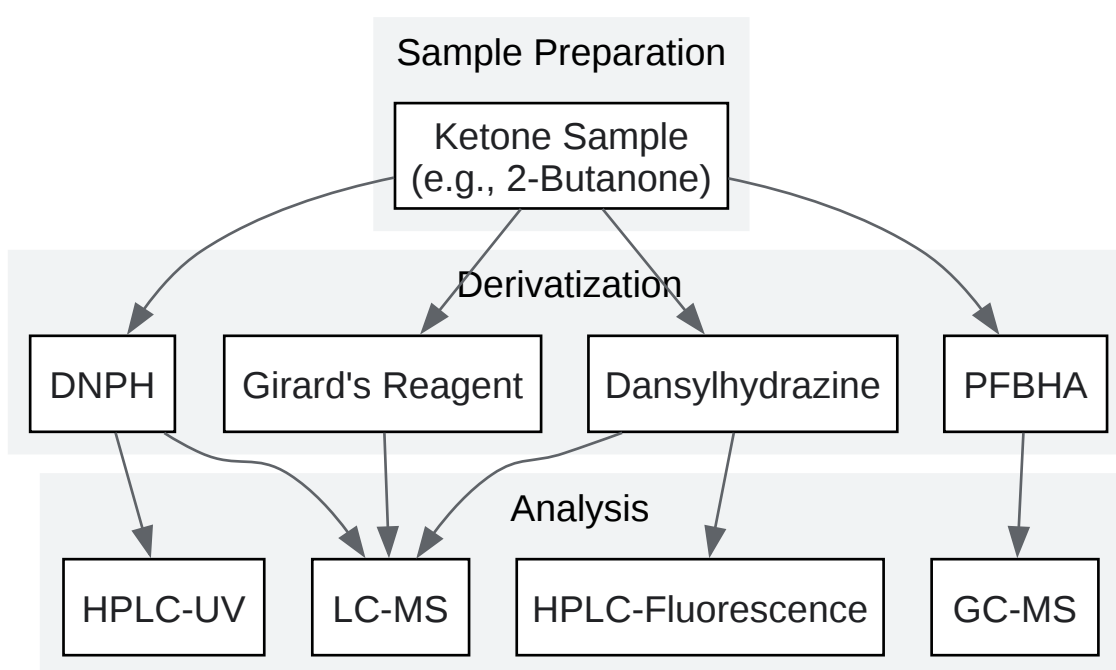 Sample Preparation
Ketone Sample
(e.g., 2-Butanone)
Derivatization
DNPH
Girard's Reagent
Dansylhydrazine
PFBHA
Analysis
HPLC-UV
LC-MS
HPLC-Fluorescence
GC-MS